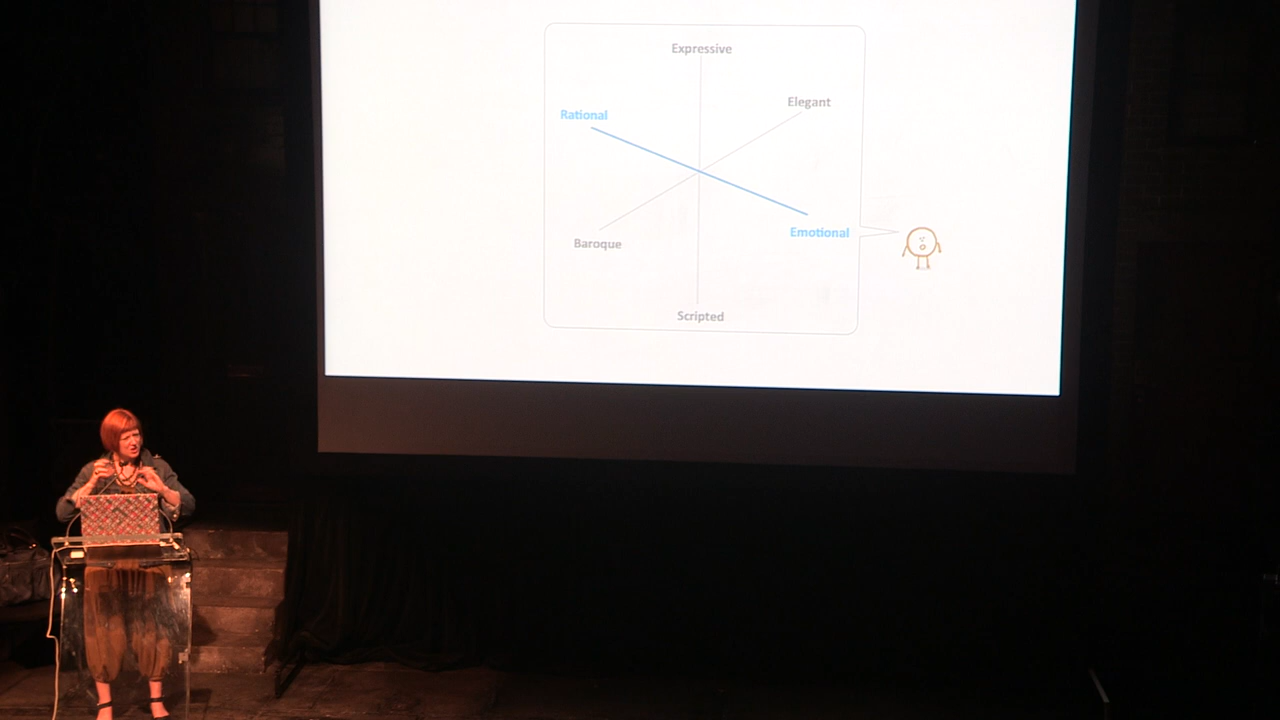 Expressive
Elegant
Rational
Emotional
Baroque
Scripted